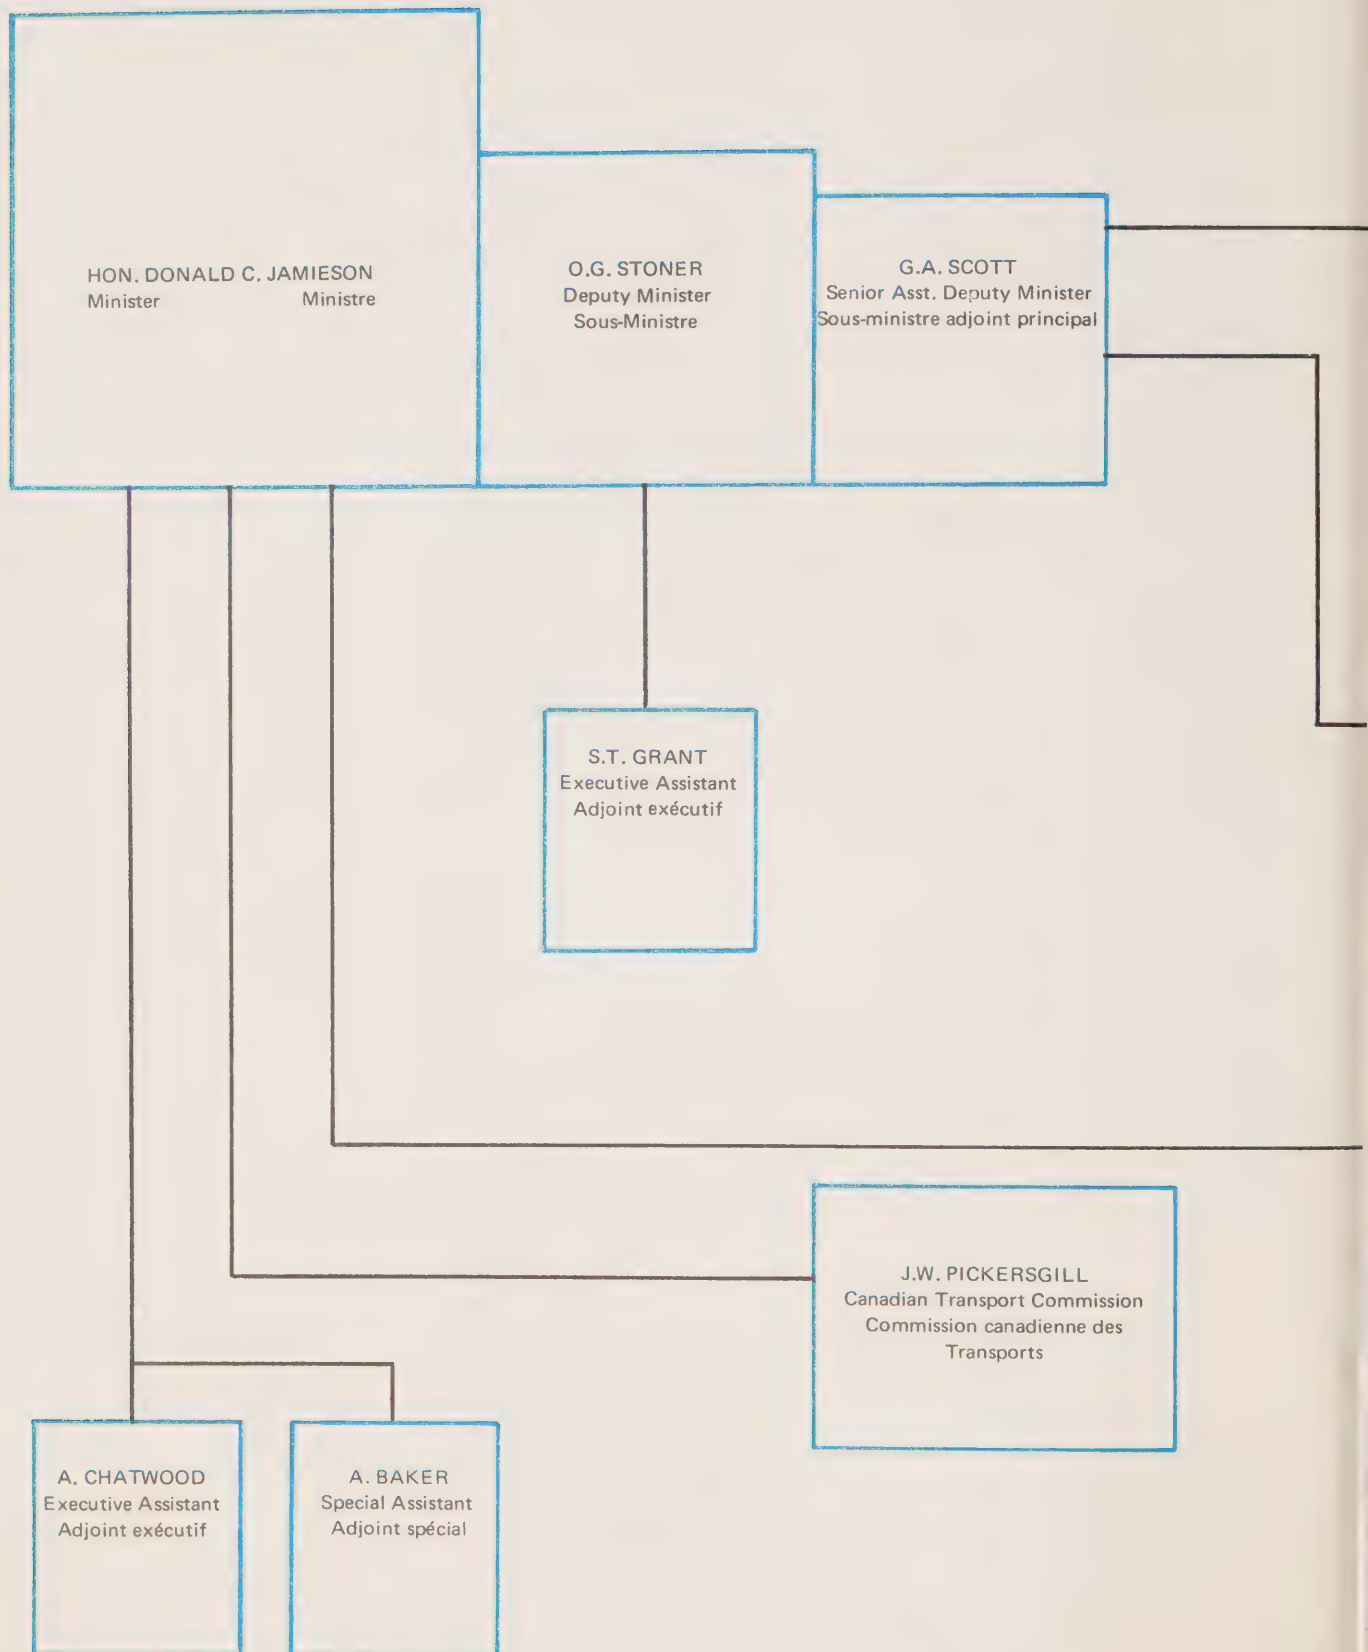 HON. DONALD C. JAMIESON
Minister Ministre
O.G. STONER
Deputy Minister
Sous-Ministre
G.A. SCOTT
Senior Asst. Deputy Minister
Sous-ministre adjoint principal
S.T. GRANT
Executive Assistant
Adjoint exécutif
J.W. PICKERSGILL
Canadian Transport Commission
Commission canadienne des
Transports
A. CHATWOOD
Executive Assistant
Adjoint exécutif
A. BAKER
Special Assistant
Adjoint spécial